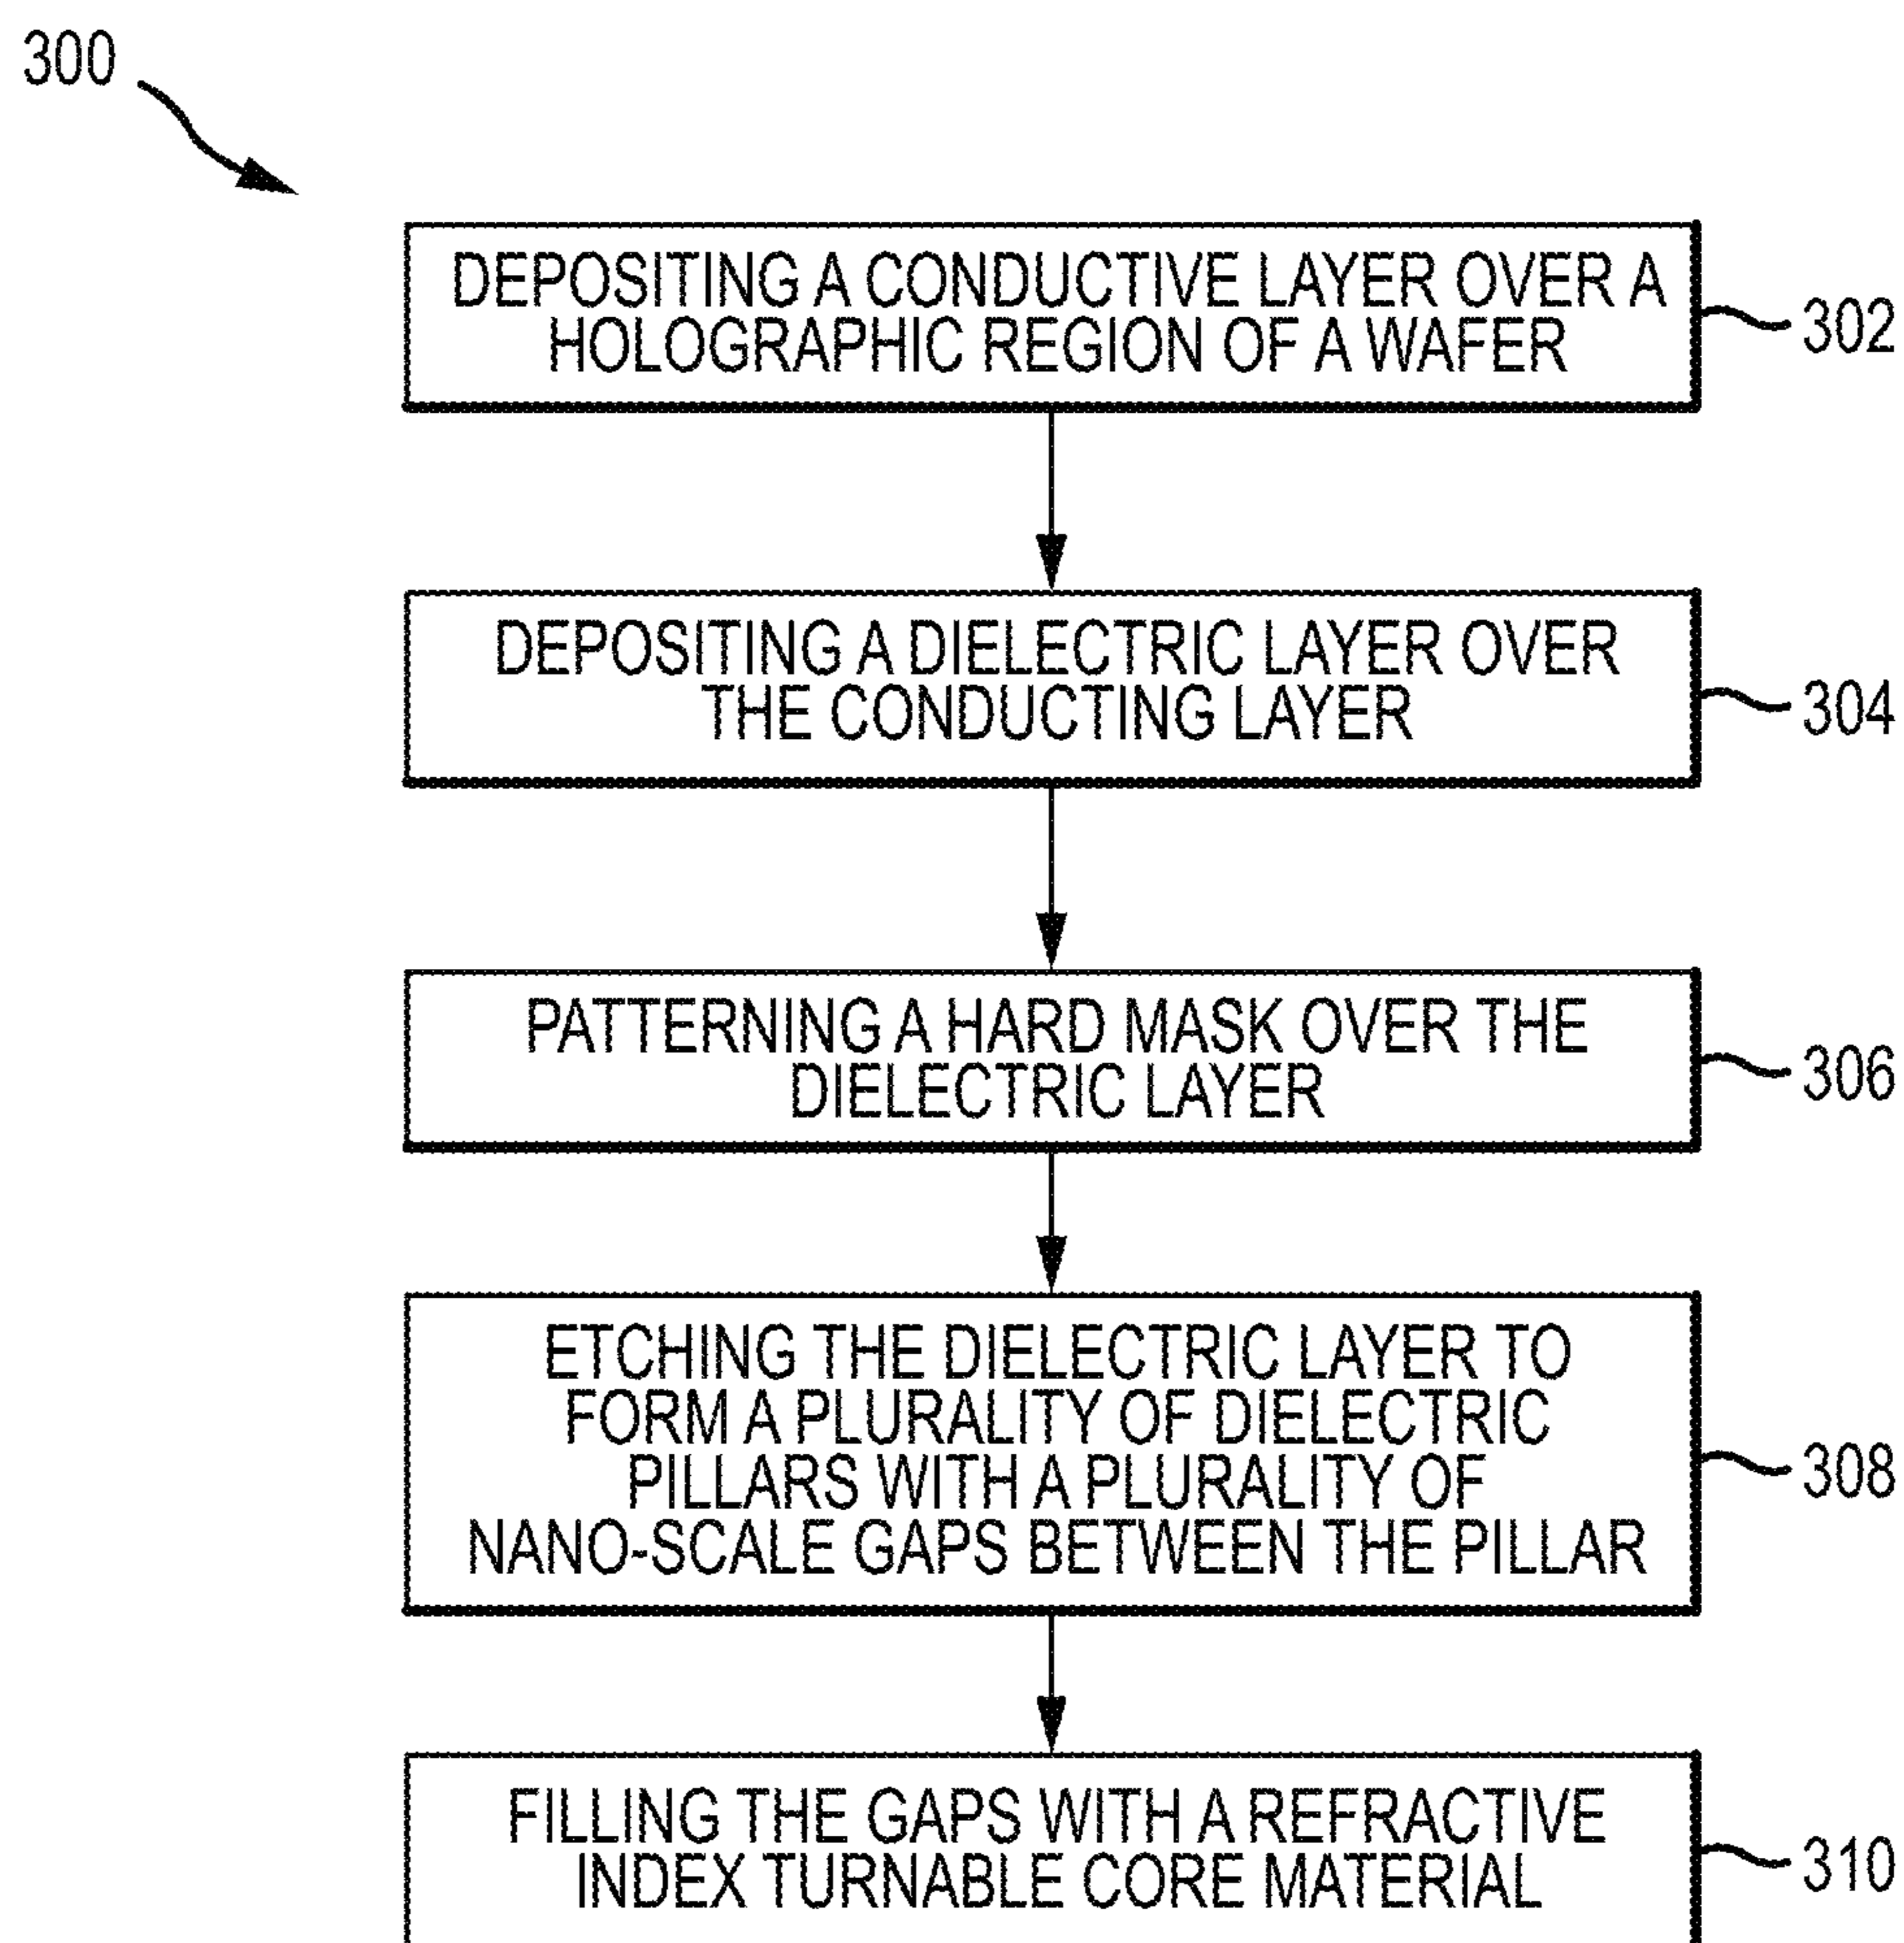 300
DEPOSITING A CONDUCTIVE LAYER OVER A
HOLOGRAPHIC REGION OF A WAFER
302
DEPOSITING A DIELECTRIC LAYER OVER
THE CONDUCTING LAYER
304
PATTERNING A HARD MASK OVER THE
DIELECTRIC LAYER
306
ETCHING THE DIELECTRIC LAYER TO
FORM A PLURALITY OF DIELECTRIC
PILLARS WITH A PLURALITY OF
NANO-SCALE GAPS BETWEEN THE PILLAR
308
FILLING THE GAPS WITH A REFRACTIVE
INDEX TURNABLE CORE MATERIAL
310